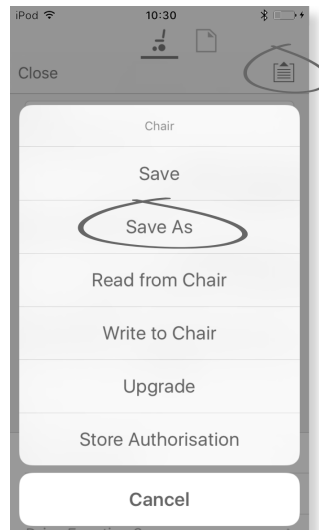 iPod 10:30
Close
Chair
Save
Save As
Read from Chair
Write to Chair
Upgrade
Store Authorisation
Cancel